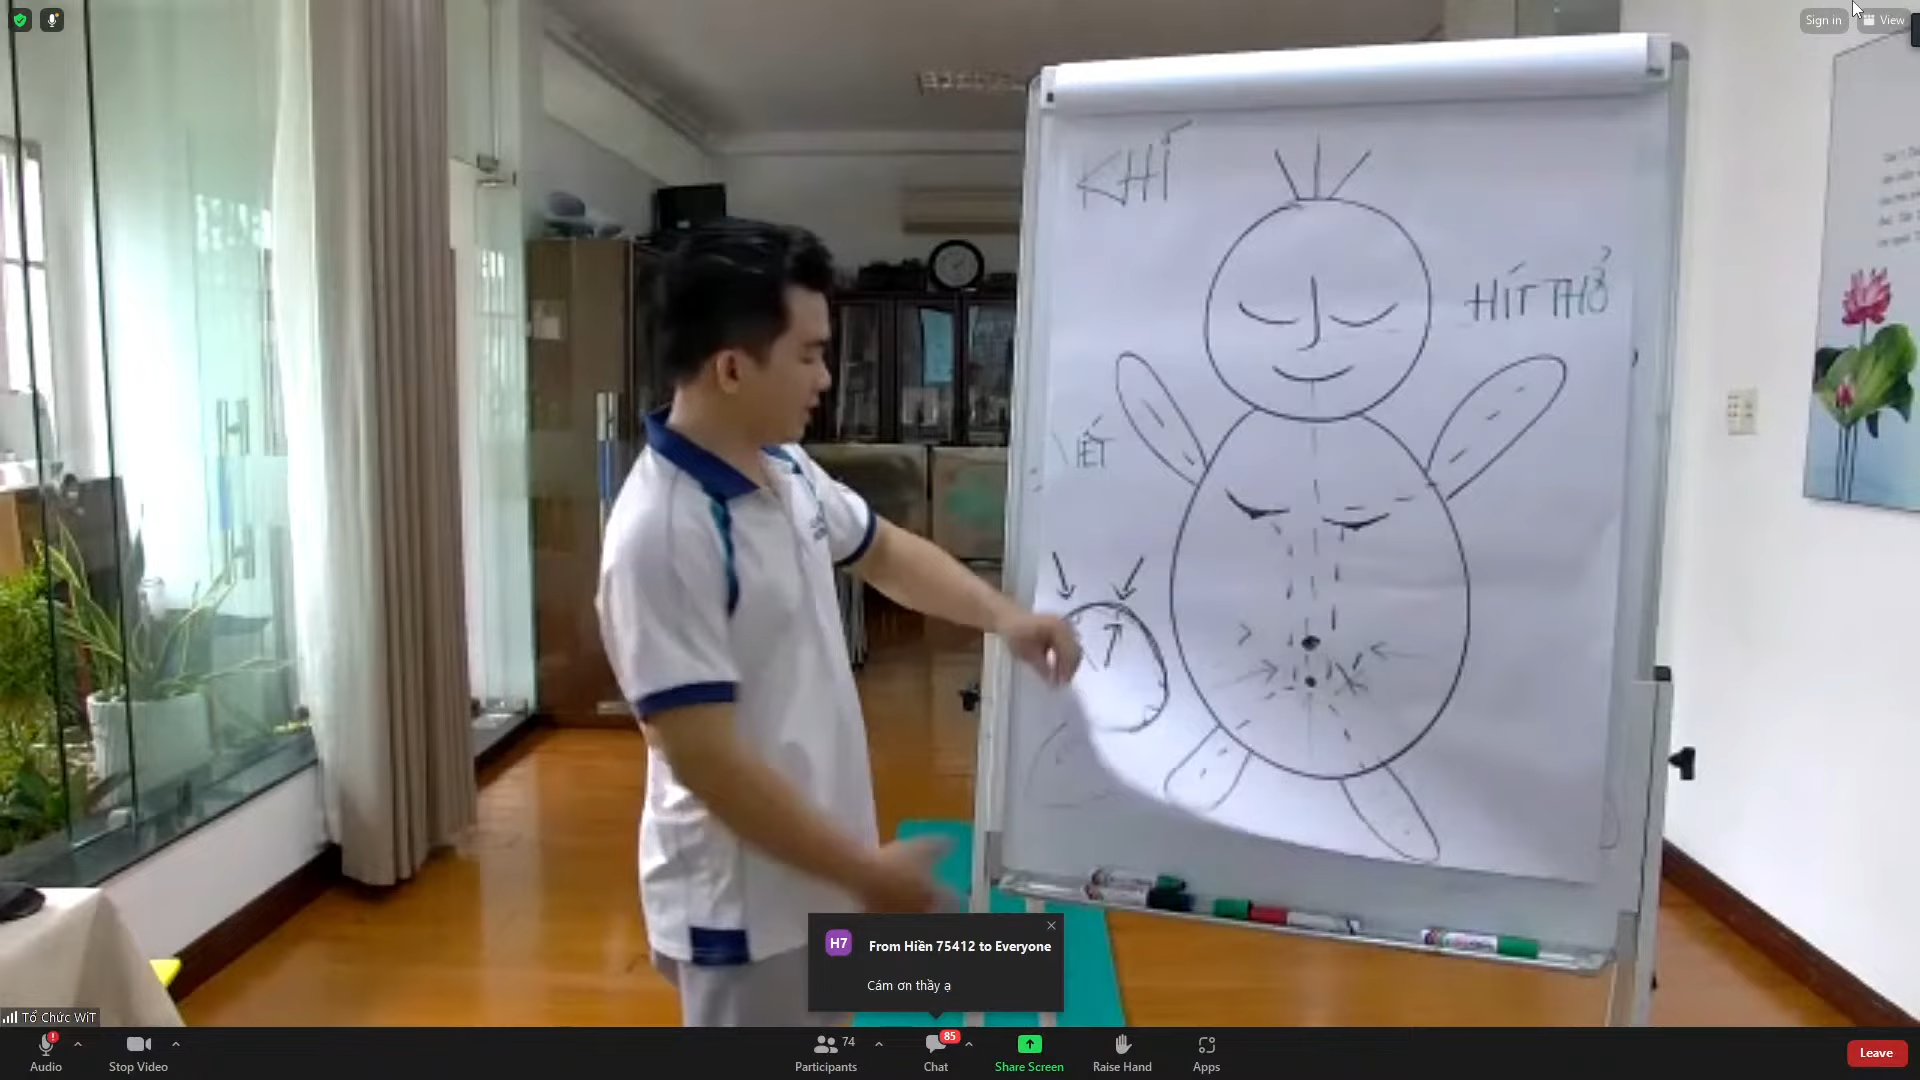 Sign in
View
KHÍ
HÍT THỞ
H7
From Hiền 75412 to Everyone
Cám ơn thầy ạ
Tổ Chức WiT
Audio
Stop Video
74
Participants
85
Chat
Share Screen
Raise Hand
Apps
Leave